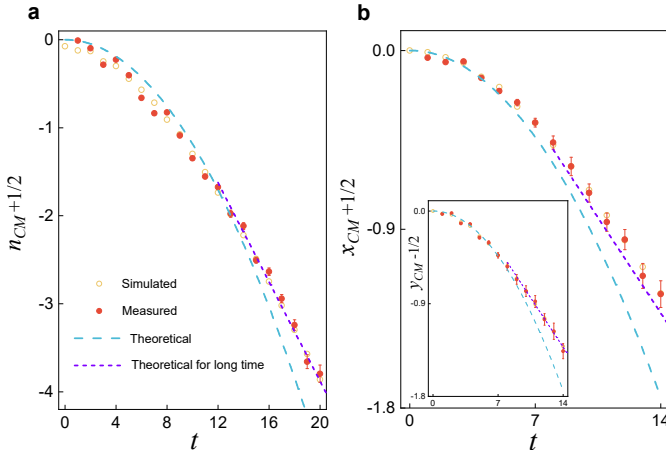 a
0
-1
-2
-3
-4
n_CM +1/2
Simulated
Measured
Theoretical
Theoretical for long time
0 4 8 12 16 20
t
b
0.0
-0.9
-1.8
x_CM +1/2
0 7 14
t
0.0
-0.9
-1.8
y_CM -1/2
0 7 14